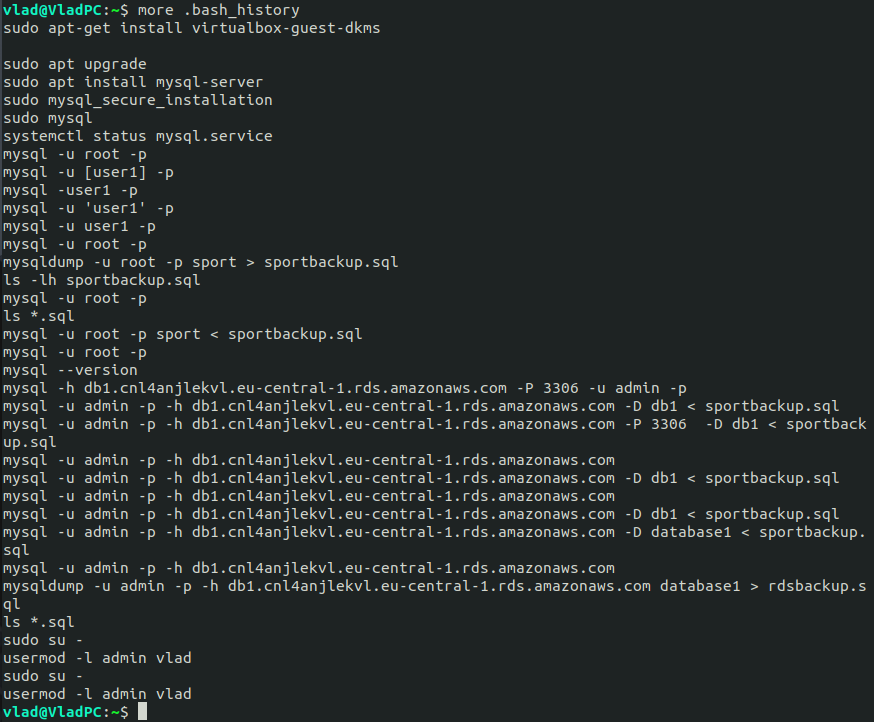 vlad@VladPC:~$ more .bash_history
sudo apt-get install virtualbox-guest-dkms

sudo apt upgrade
sudo apt install mysql-server
sudo mysql_secure_installation
sudo mysql
systemctl status mysql.service
mysql -u root -p
mysql -u [user1] -p
mysql -user1 -p
mysql -u 'user1' -p
mysql -u user1 -p
mysql -u root -p
mysqldump -u root -p sport > sportbackup.sql
ls -lh sportbackup.sql
mysql -u root -p
ls *.sql
mysql -u root -p sport < sportbackup.sql
mysql -u root -p
mysql --version
mysql -h db1.cnl4anjlekvl.eu-central-1.rds.amazonaws.com -P 3306 -u admin -p
mysql -u admin -p -h db1.cnl4anjlekvl.eu-central-1.rds.amazonaws.com -D db1 < sportbackup.sql
mysql -u admin -p -h db1.cnl4anjlekvl.eu-central-1.rds.amazonaws.com -P 3306  -D db1 < sportback
up.sql
mysql -u admin -p -h db1.cnl4anjlekvl.eu-central-1.rds.amazonaws.com
mysql -u admin -p -h db1.cnl4anjlekvl.eu-central-1.rds.amazonaws.com -D db1 < sportbackup.sql
mysql -u admin -p -h db1.cnl4anjlekvl.eu-central-1.rds.amazonaws.com
mysql -u admin -p -h db1.cnl4anjlekvl.eu-central-1.rds.amazonaws.com -D db1 < sportbackup.sql
mysql -u admin -p -h db1.cnl4anjlekvl.eu-central-1.rds.amazonaws.com -D database1 < sportbackup.
sql
mysql -u admin -p -h db1.cnl4anjlekvl.eu-central-1.rds.amazonaws.com
mysqldump -u admin -p -h db1.cnl4anjlekvl.eu-central-1.rds.amazonaws.com database1 > rdsbackup.s
ql
ls *.sql
sudo su -
usermod -l admin vlad
sudo su -
usermod -l admin vlad
vlad@VladPC:~$